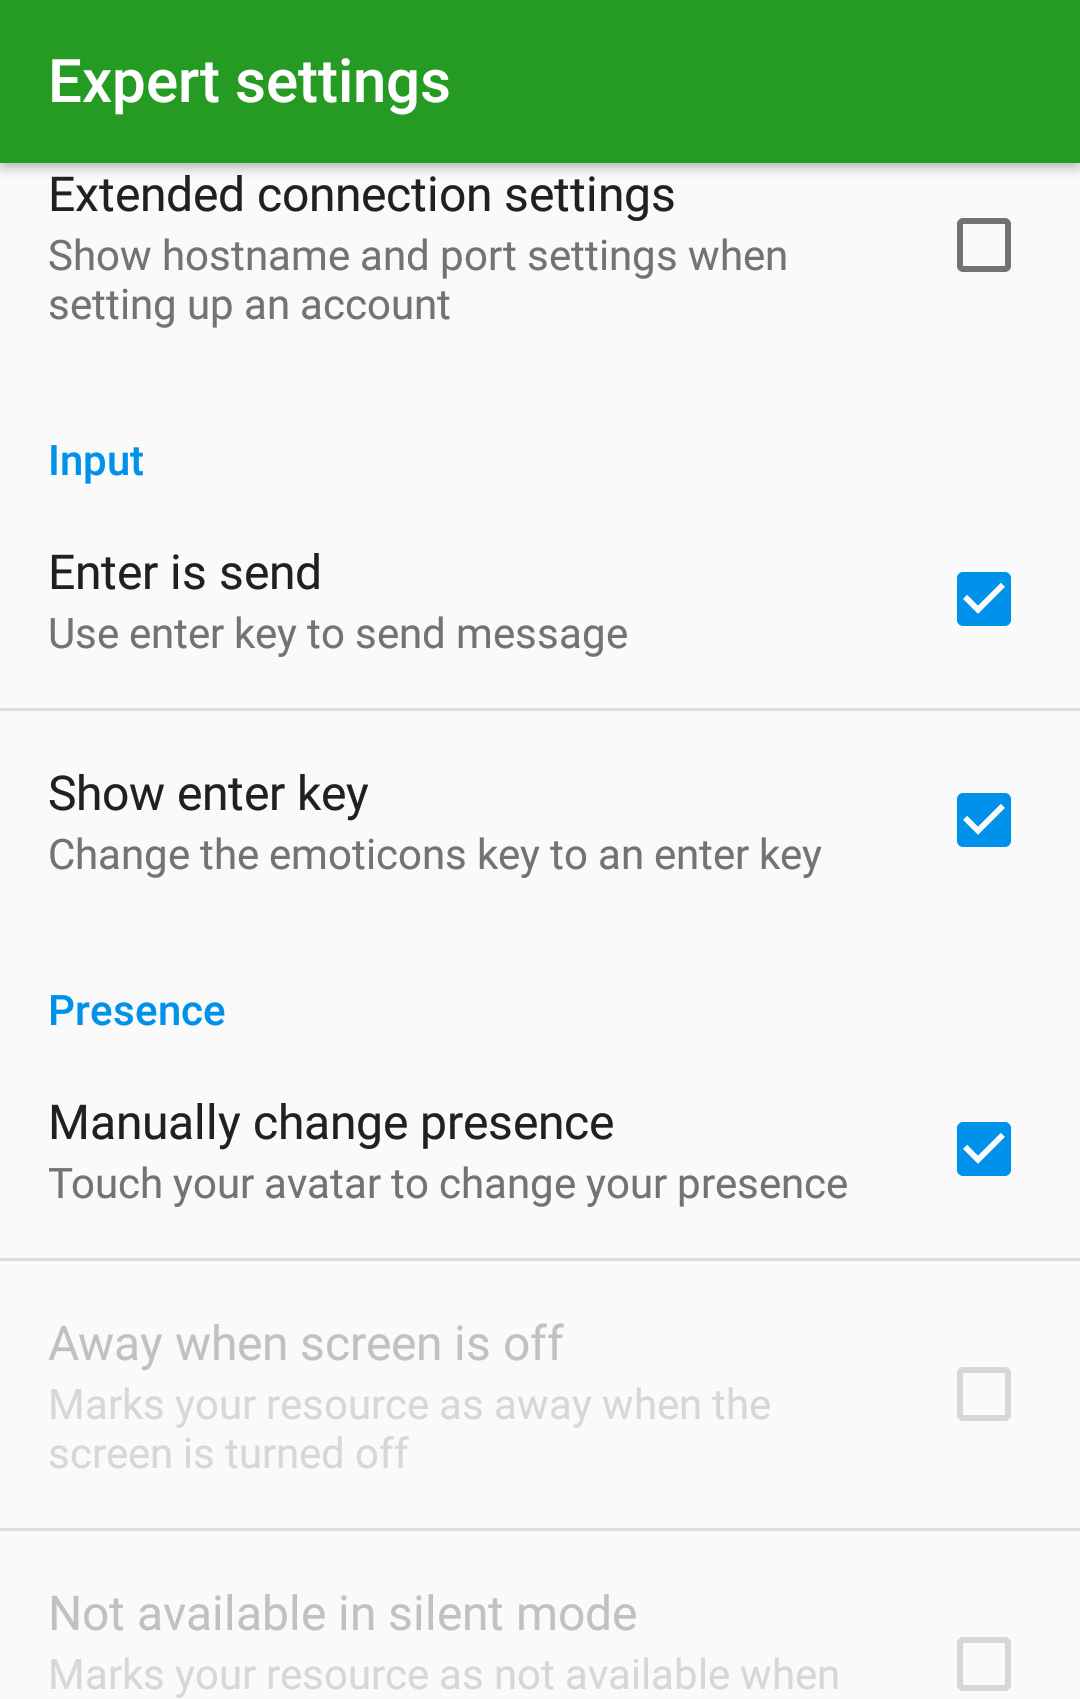 Expert settings
Extended connection settings
Show hostname and port settings when
setting up an account
Input
Enter is send
Use enter key to send message
Show enter key
Change the emoticons key to an enter key
Presence
Manually change presence
Touch your avatar to change your presence
Away when screen is off
Marks your resource as away when the
screen is turned off
Not available in silent mode
Marks your resource as not available when